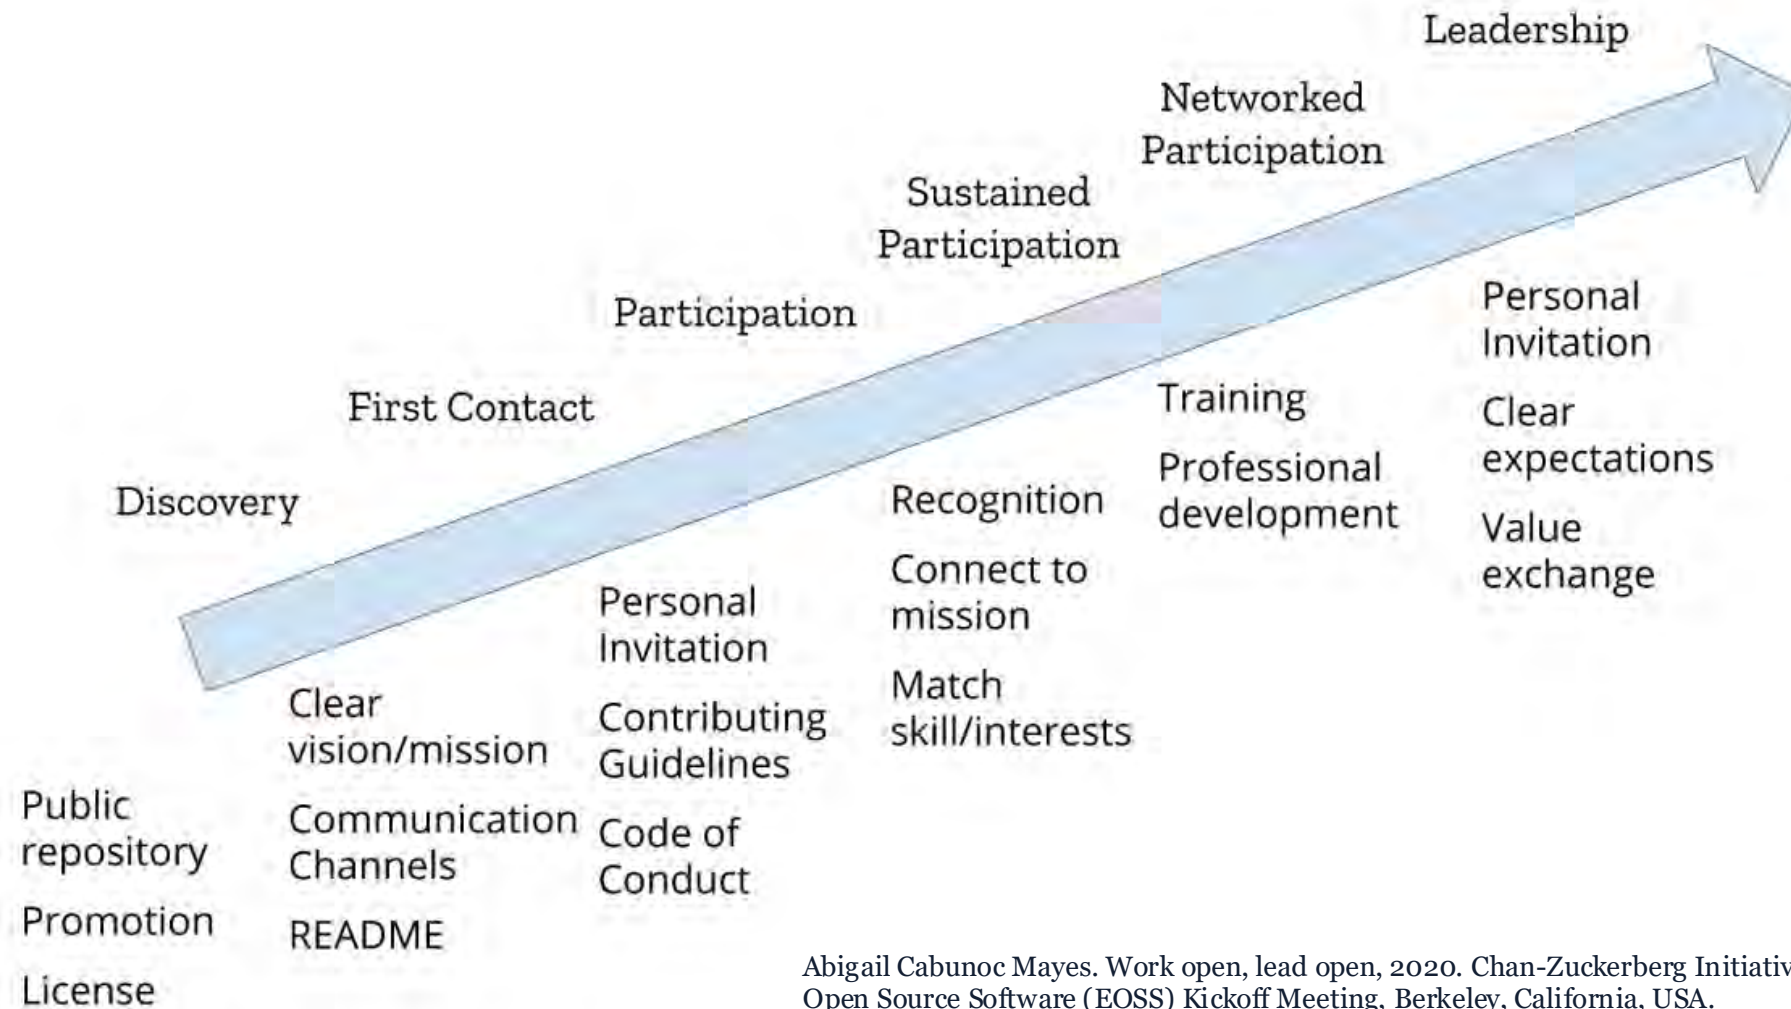 Leadership
Networked
Participation
Sustained
Participation
Participation
First Contact
Discovery
Public
repository
Promotion
License
Clear
vision/mission
Communication
Channels
README
Personal
Invitation
Contributing
Guidelines
Code of
Conduct
Recognition
Connect to
mission
Match
skill/interests
Training
Professional
development
Personal
Invitation
Clear
expectations
Value
exchange
Abigail Cabunoc Mayes. Work open, lead open, 2020. Chan-Zuckerberg Initiativ
Open Source Software (EOSS) Kickoff Meeting, Berkeley, California, USA.